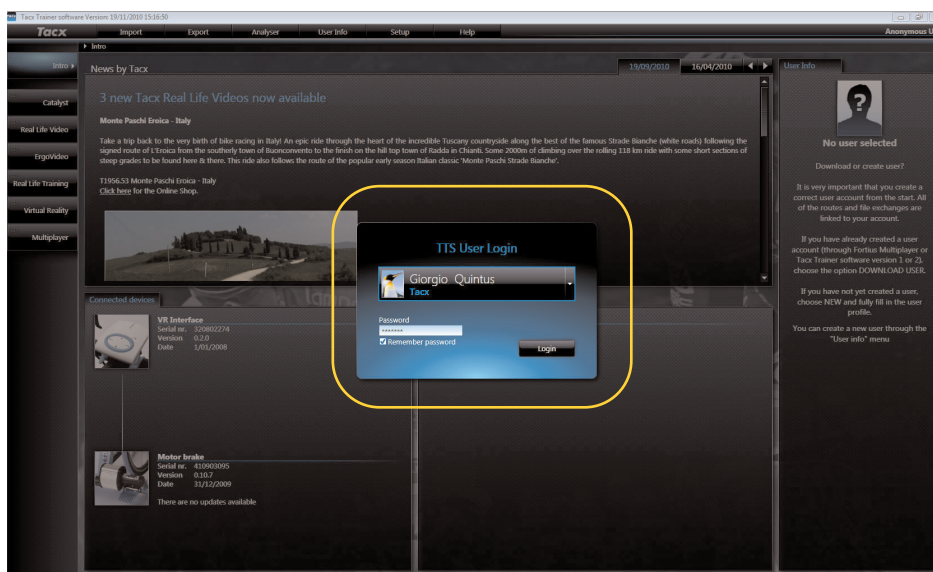 Tacx Trainer software Version: 19/11/2010 15:16:50
Tacx Import Export Analyser User Info Setup Help Anonymous U
Intro
Intro
Catalyst
Real Life Video
ErgoVideo
Real Life Training
Virtual Reality
Multiplayer
News by Tacx
19/09/2010 16/04/2010
3 new Tacx Real Life Videos now available
Monte Paschi Eroica - Italy
Take a trip back to the very birth of bike racing in Italy! An epic ride through the heart of the incredible Tuscany countryside along the best of the famous Strade Bianche (white roads) following the
signed route of L'Eroica from the southerly town of Buonconvento to the finish on the hill top town of Radda in Chianti. Some 2000m of climbing over the rolling 118 km ride with some short sections of
steep grades to be found here & there. This ride also follows the route of the popular early season Italian classic 'Monte Paschi Strade Bianche'.
T1956.53 Monte Paschi Eroica - Italy
Click here for the Online Shop.
TTS User Login
Giorgio Quintus
Tacx
Password
*******
Remember password
Login
Connected devices
VR Interface
Serial nr. 320802274
Version 0.2.0
Date 1/01/2008
Motor brake
Serial nr. 410903095
Version 0.10.7
Date 31/12/2009
There are no updates available
User Info
?
No user selected
Download or create user?
It is very important that you create a
correct user account from the start. All
of the routes and file exchanges are
linked to your account.
If you have already created a user
account (through Fortius Multiplayer or
Tacx Trainer software version 1 or 2),
choose the option DOWNLOAD USER.
If you have not yet created a user,
choose NEW and fully fill in the user
profile.
You can create a new user through the
"User info" menu